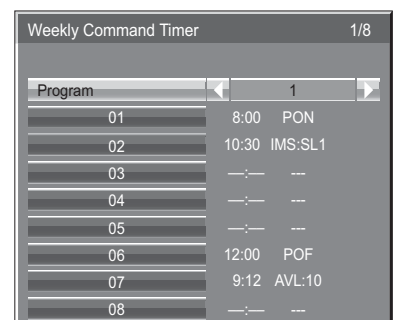 Weekly Command Timer 1/8
Program 1
01 8:00 PON
02 10:30 IMS:SL1
03 —:— ---
04 —:— ---
05 —:— ---
06 12:00 POF
07 9:12 AVL:10
08 —:— ---